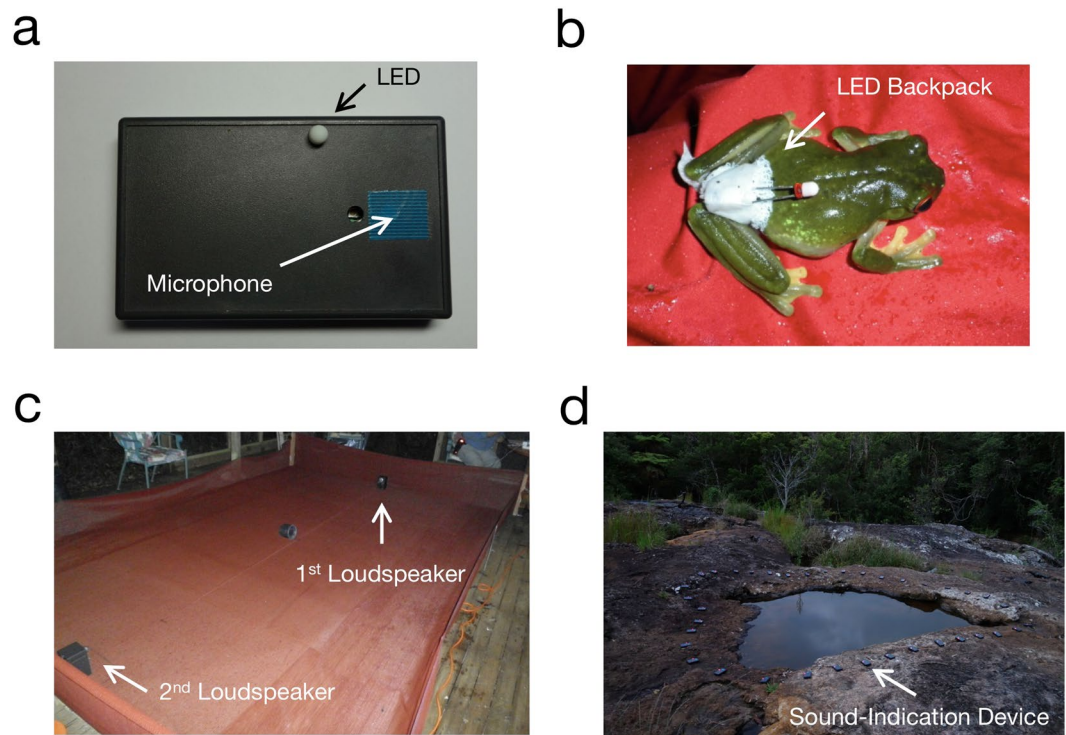 a
LED
Microphone
b
LED Backpack
c
1st Loudspeaker
2nd Loudspeaker
d
Sound-Indication Device